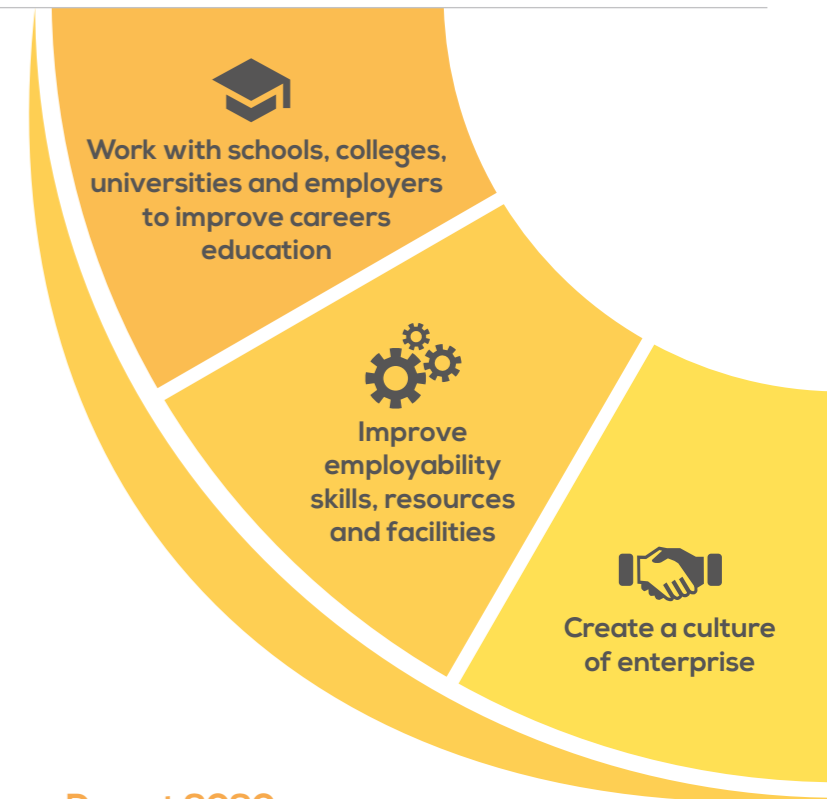 Work with schools, colleges,
universities and employers
to improve careers
education
Improve
employability
skills, resources
and facilities
Create a culture
of enterprise